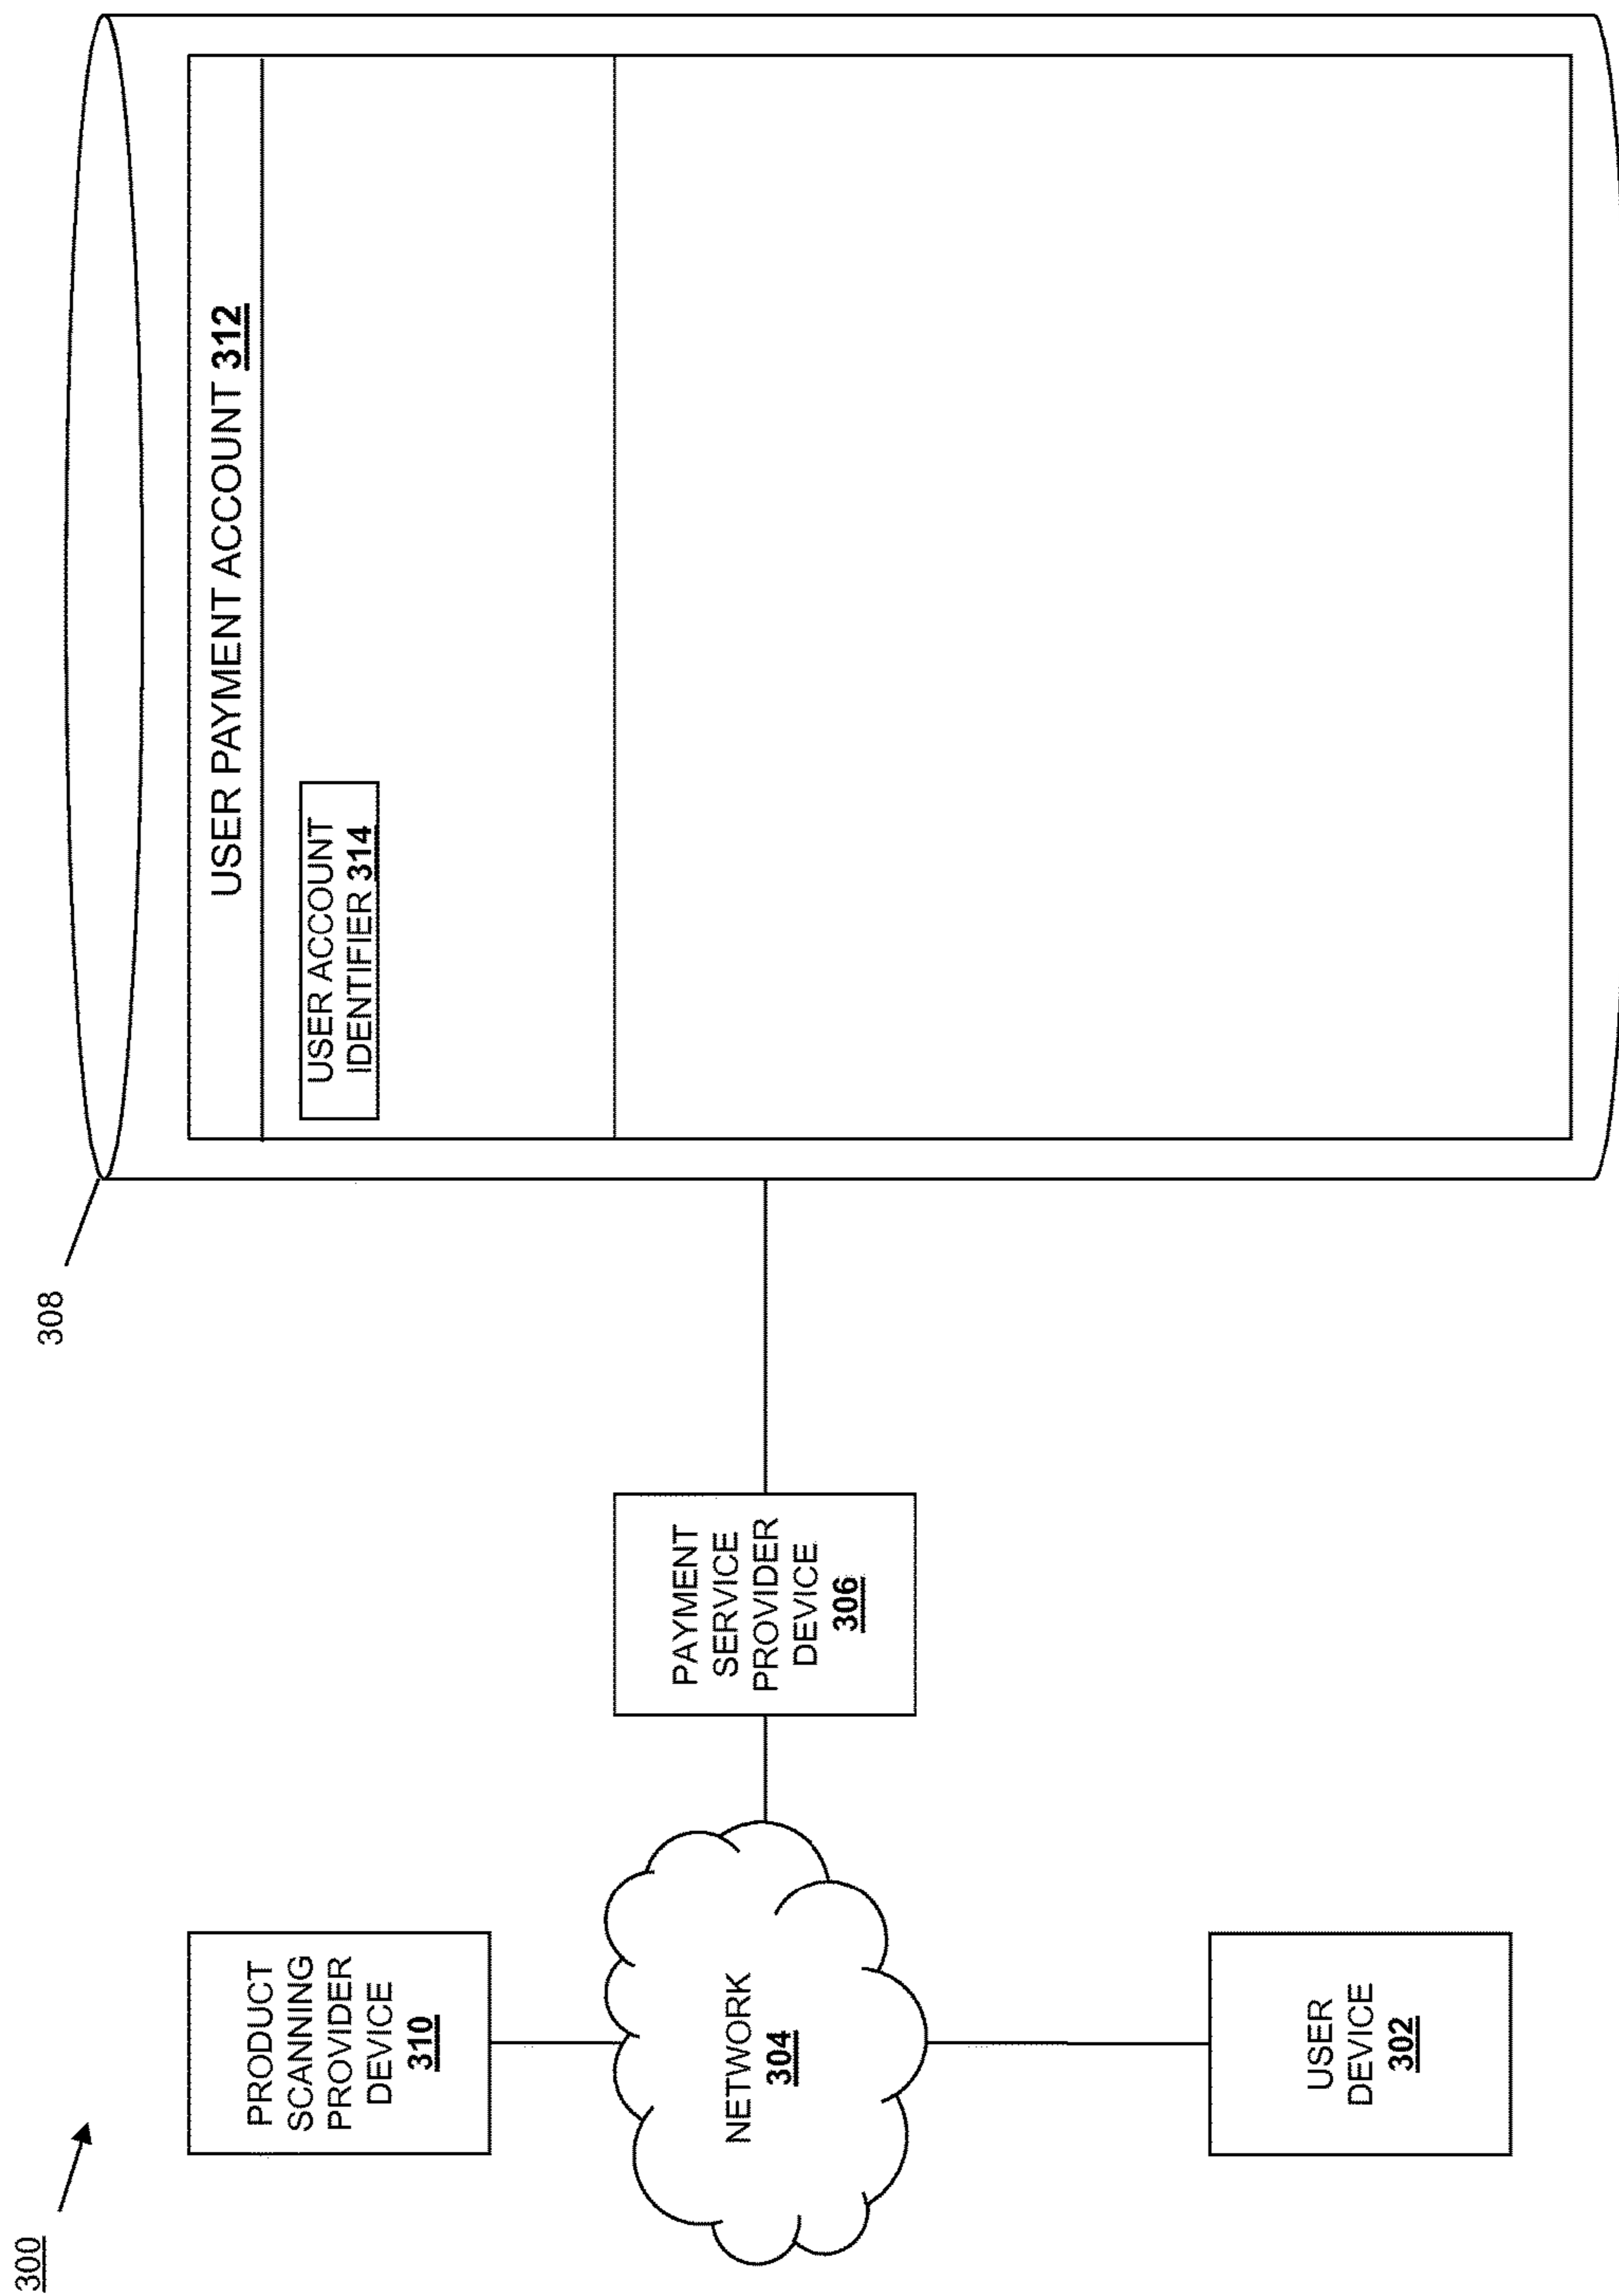 300
PRODUCT
SCANNING
PROVIDER
DEVICE
310
NETWORK
304
USER
DEVICE
302
PAYMENT
SERVICE
PROVIDER
DEVICE
306
308
USER PAYMENT ACCOUNT 312
USER ACCOUNT
IDENTIFIER 314